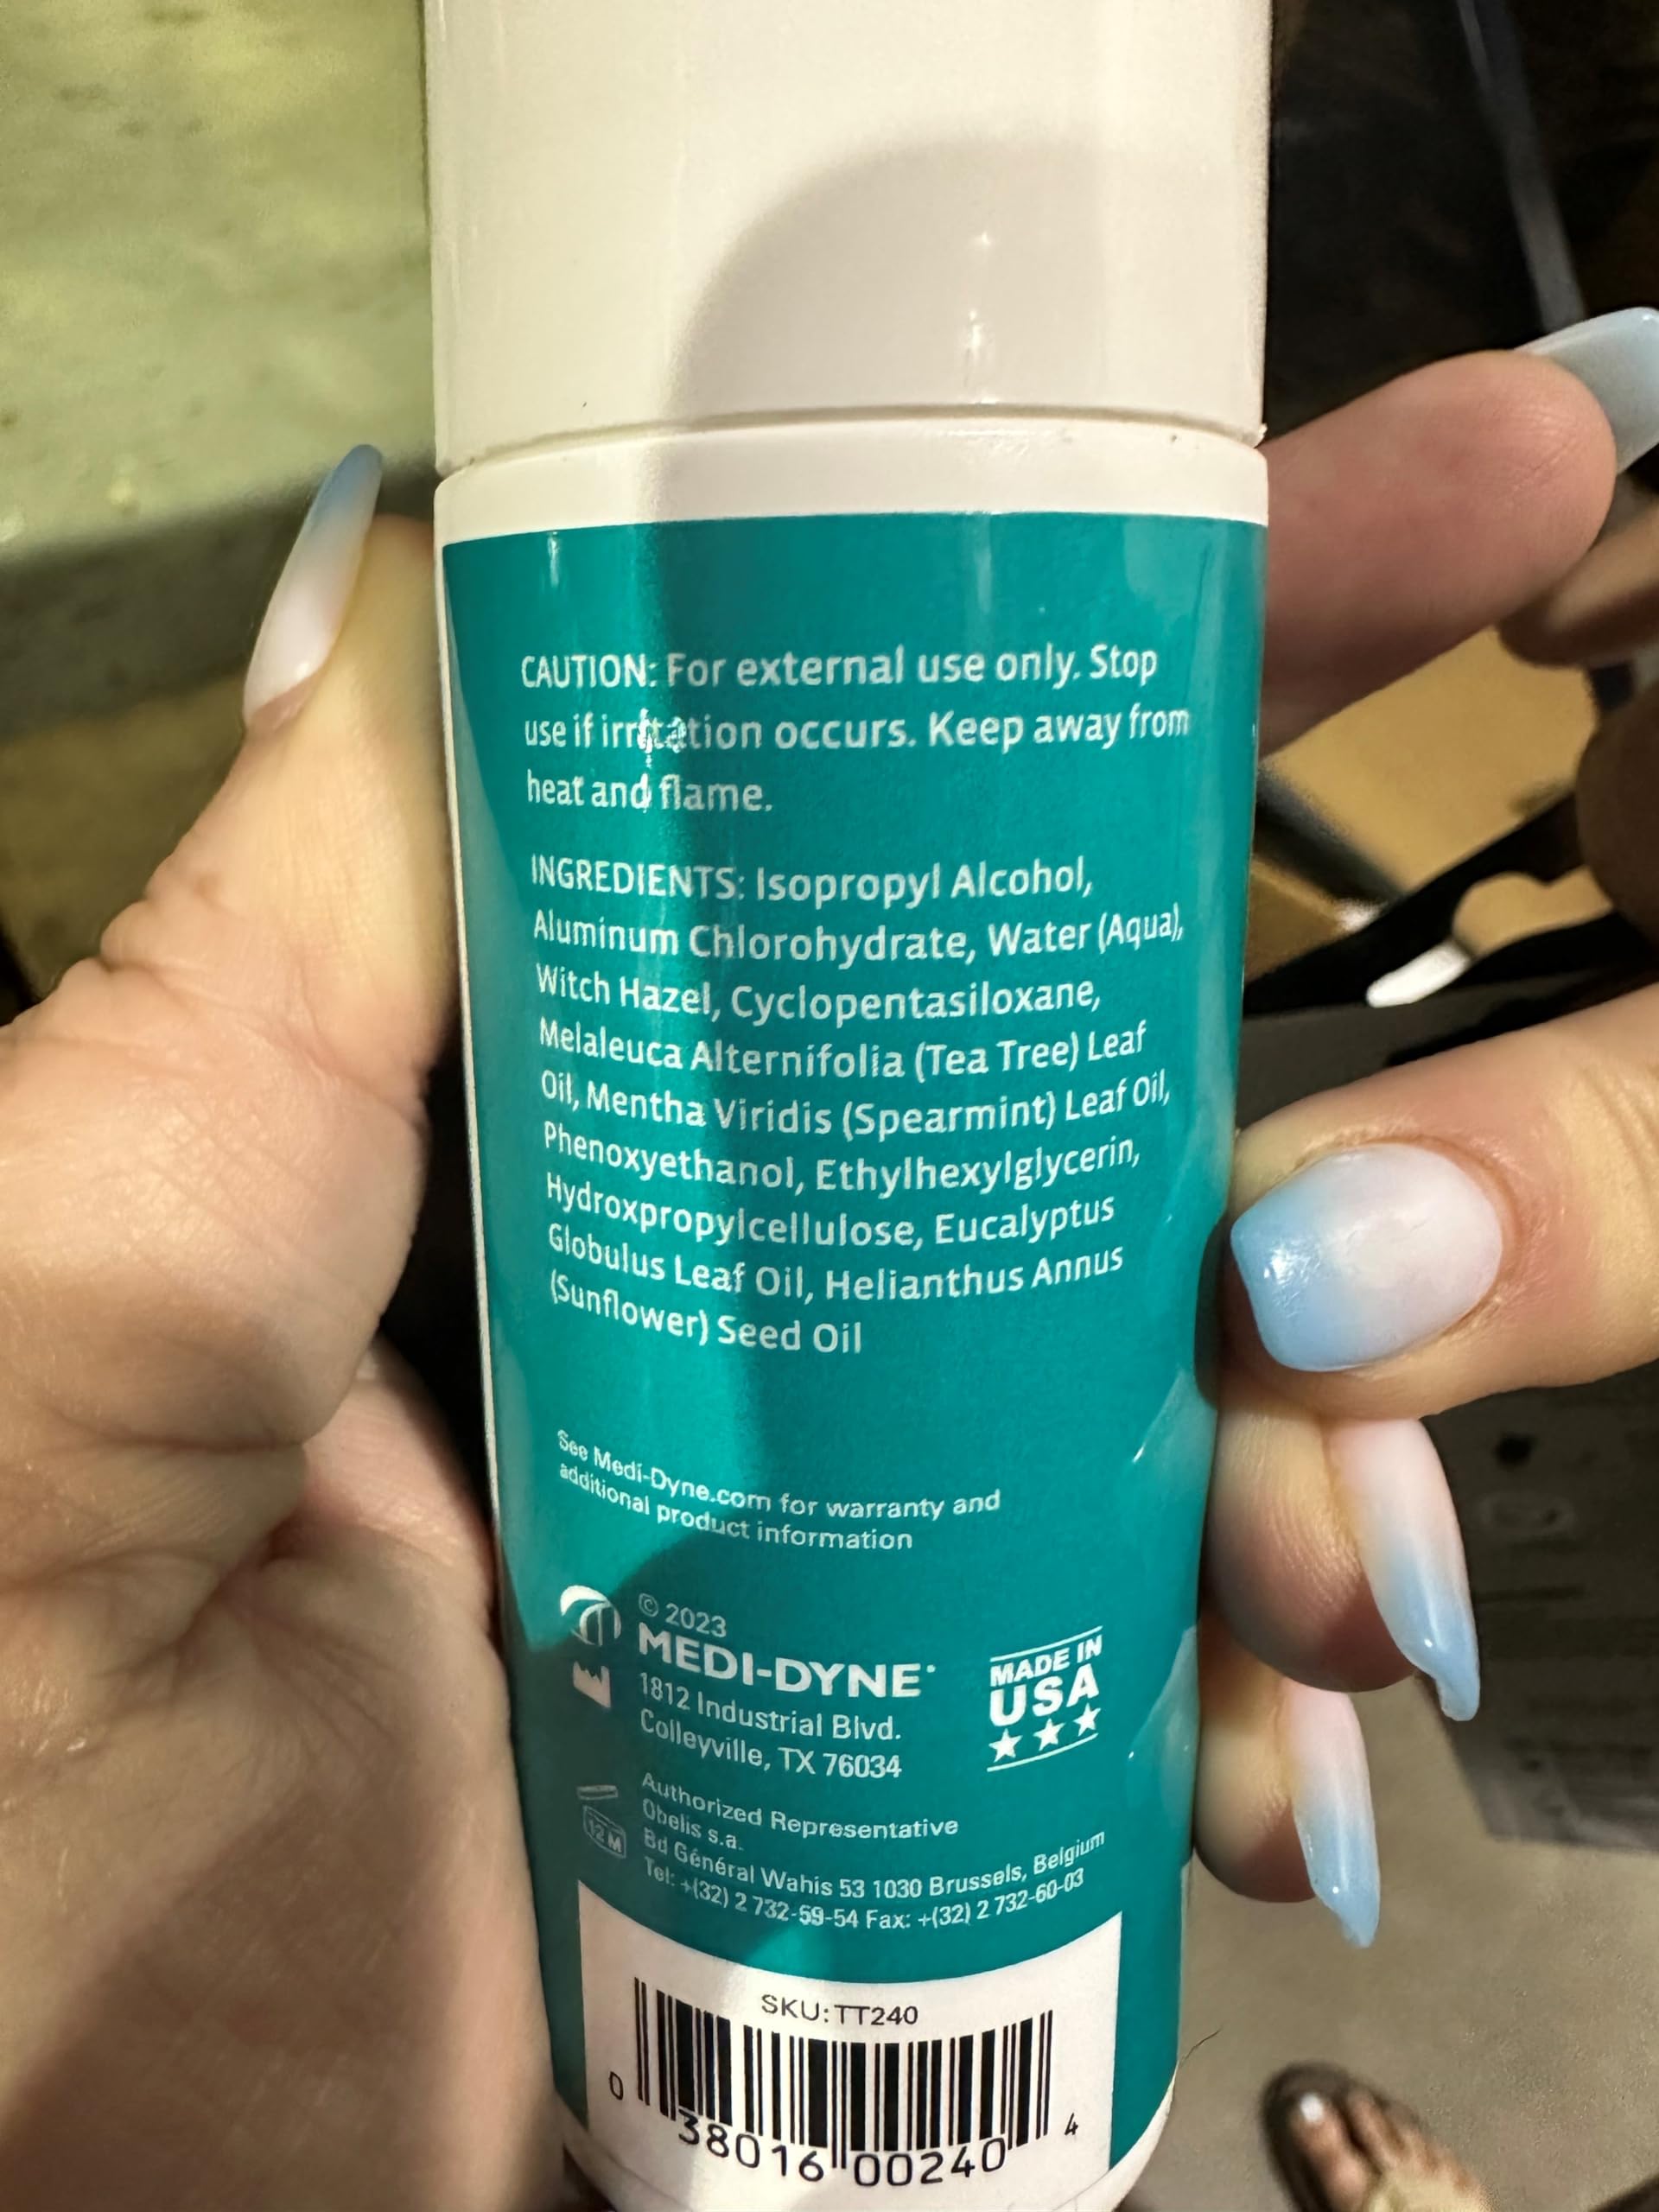 CAUTION: For external use only. Stop
use if irritation occurs. Keep away from
heat and flame.
INGREDIENTS: Isopropyl Alcohol,
Aluminum Chlorohydrate, Water (Aqua),
Witch Hazel, Cyclopentasiloxane,
Melaleuca Alternifolia (Tea Tree) Leaf
Oil, Mentha Viridis (Spearmint) Leaf Oil,
Phenoxyethanol, Ethylhexylglycerin,
Hydroxpropylcellulose, Eucalyptus
Globulus Leaf Oil, Helianthus Annus
(Sunflower) Seed Oil
See Medi-Dyne.com for warranty and
additional product information
© 2023
MEDI-DYNE
1812 Industrial Blvd.
Colleyville, TX 76034
MADE IN
USA
Authorized Representative
Obelis s.a.
Bd Général Wahis 53 1030 Brussels, Belgium
Tel: +(32) 2 732-59-54 Fax: +(32) 2 732-60-03
12 M
SKU: TT240
0 38016 00240 4